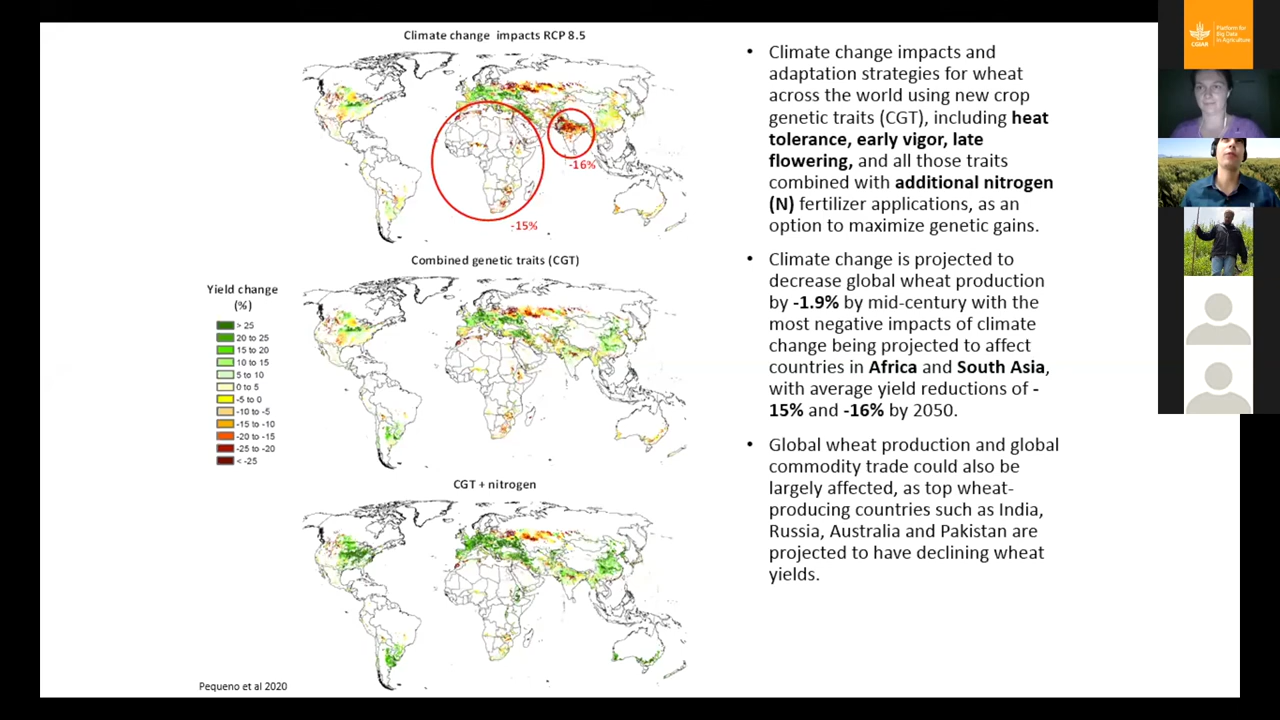 Climate change impacts RCP 8.5
-16%
-15%
Combined genetic traits (CGT)
Yield change
(%)
> 25
20 to 25
15 to 20
10 to 15
5 to 10
0 to 5
-5 to 0
-10 to -5
-15 to -10
-20 to -15
-25 to -20
< -25
CGT + nitrogen
Pequeno et al 2020
• Climate change impacts and
adaptation strategies for wheat
across the world using new crop
genetic traits (CGT), including heat
tolerance, early vigor, late
flowering, and all those traits
combined with additional nitrogen
(N) fertilizer applications, as an
option to maximize genetic gains.
• Climate change is projected to
decrease global wheat production
by -1.9% by mid-century with the
most negative impacts of climate
change being projected to affect
countries in Africa and South Asia,
with average yield reductions of -
15% and -16% by 2050.
• Global wheat production and global
commodity trade could also be
largely affected, as top wheat-
producing countries such as India,
Russia, Australia and Pakistan are
projected to have declining wheat
yields.
CGIAR
Platform for
Big Data
in Agriculture